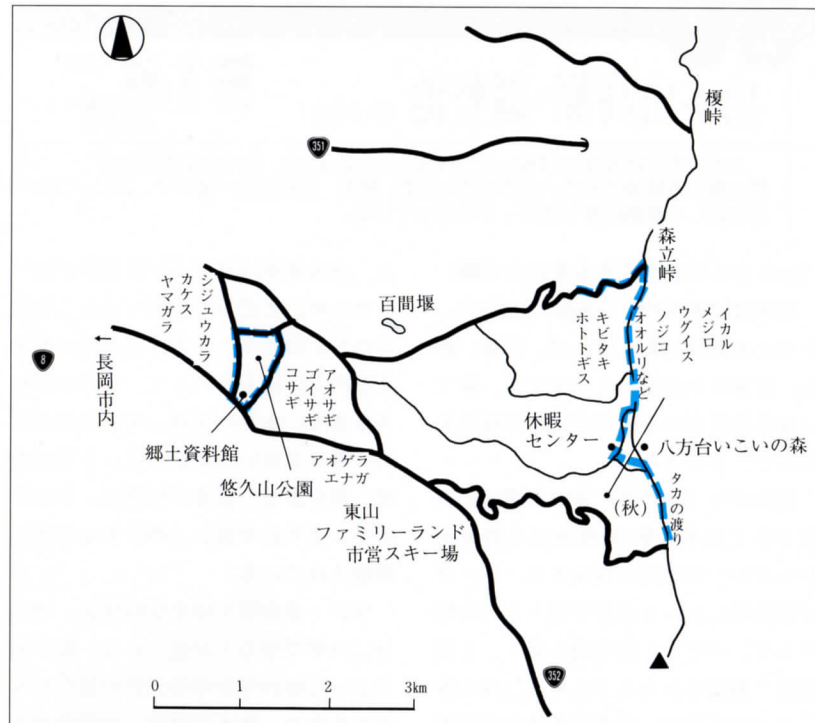 榎峠
351
森立峠
シジュウカラ
カケス
ヤマガラ
百間堰
イカル
メジロ
ウグイス
ノジコ
オオルリなど
キビタキ
ホトトギス
8
←
長岡市内
アオサギ
ゴイサギ
コサギ
休暇
センター
八方台いこいの森
郷土資料館
悠久山公園
アオゲラ
エナガ
(秋)
タカの渡り
東山
ファミリーランド
市営スキー場
352
0 1 2 3km